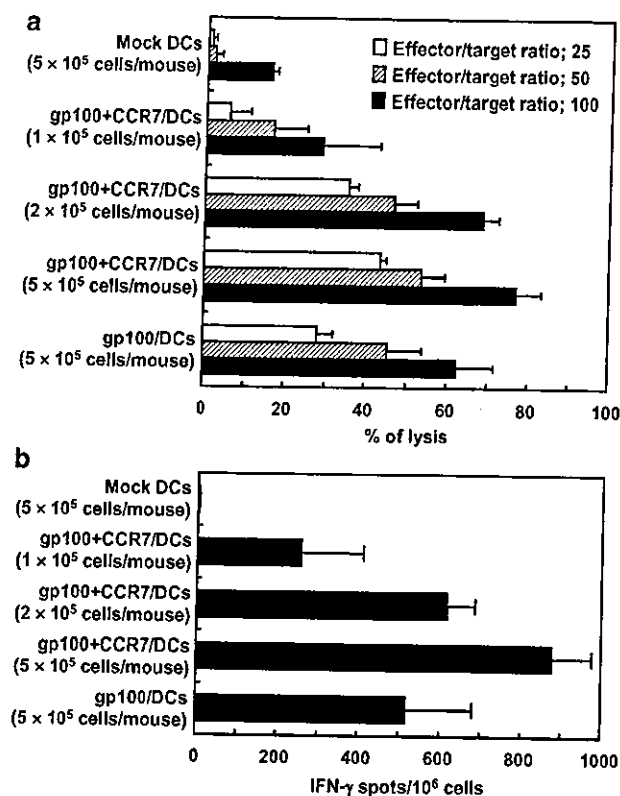 a
Mock DCs
(5 × 10⁵ cells/mouse)
gp100+CCR7/DCs
(1 × 10⁵ cells/mouse)
gp100+CCR7/DCs
(2 × 10⁵ cells/mouse)
gp100+CCR7/DCs
(5 × 10⁵ cells/mouse)
gp100/DCs
(5 × 10⁵ cells/mouse)
Effector/target ratio; 25
Effector/target ratio; 50
Effector/target ratio; 100
0 20 40 60 80 100
% of lysis
b
Mock DCs
(5 × 10⁵ cells/mouse)
gp100+CCR7/DCs
(1 × 10⁵ cells/mouse)
gp100+CCR7/DCs
(2 × 10⁵ cells/mouse)
gp100+CCR7/DCs
(5 × 10⁵ cells/mouse)
gp100/DCs
(5 × 10⁵ cells/mouse)
0 200 400 600 800 1000
IFN-γ spots/10⁶ cells